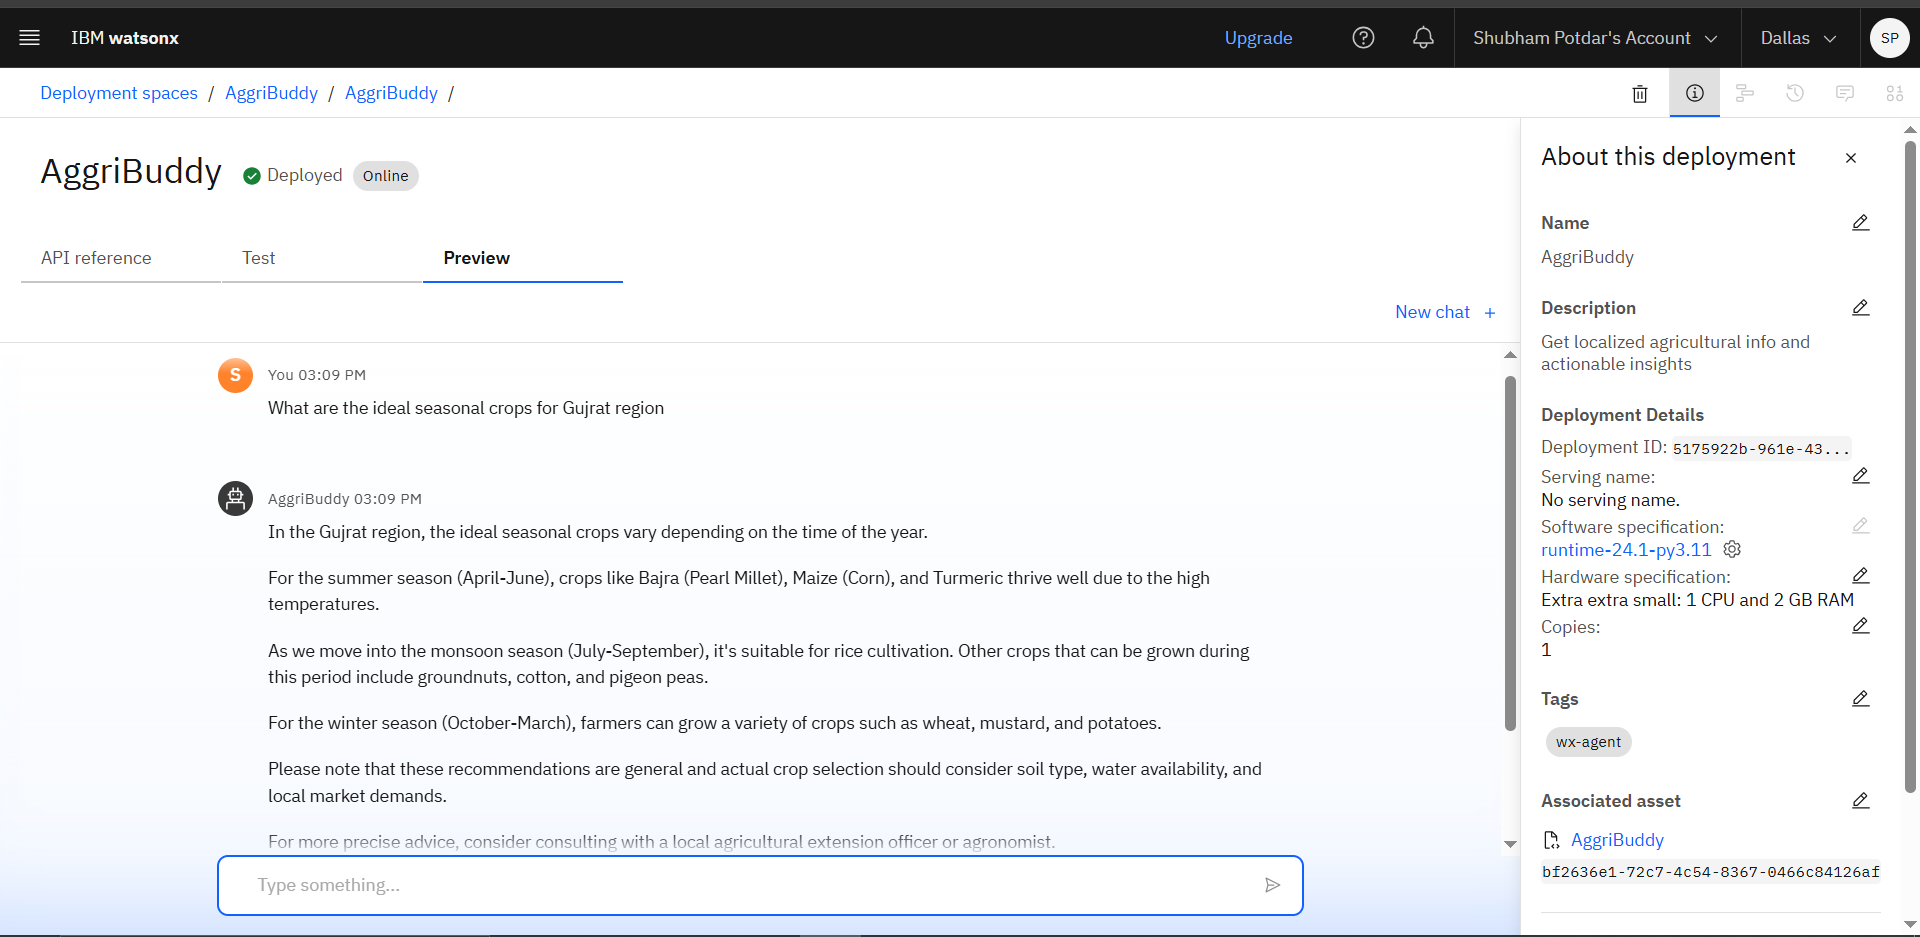 IBM watsonx
Upgrade
Shubham Potdar's Account
Dallas
SP
Deployment spaces / AggriBuddy / AggriBuddy /
AggriBuddy
Deployed
Online
API reference
Test
Preview
New chat +
S
You 03:09 PM
What are the ideal seasonal crops for Gujrat region
AggriBuddy 03:09 PM
In the Gujrat region, the ideal seasonal crops vary depending on the time of the year.
For the summer season (April-June), crops like Bajra (Pearl Millet), Maize (Corn), and Turmeric thrive well due to the high
temperatures.
As we move into the monsoon season (July-September), it's suitable for rice cultivation. Other crops that can be grown during
this period include groundnuts, cotton, and pigeon peas.
For the winter season (October-March), farmers can grow a variety of crops such as wheat, mustard, and potatoes.
Please note that these recommendations are general and actual crop selection should consider soil type, water availability, and
local market demands.
For more precise advice, consider consulting with a local agricultural extension officer or agronomist.
Type something...
About this deployment
Name
AggriBuddy
Description
Get localized agricultural info and
actionable insights
Deployment Details
Deployment ID: 5175922b-961e-43...
Serving name:
No serving name.
Software specification:
runtime-24.1-py3.11
Hardware specification:
Extra extra small: 1 CPU and 2 GB RAM
Copies:
1
Tags
wx-agent
Associated asset
AggriBuddy
bf2636e1-72c7-4c54-8367-0466c84126af